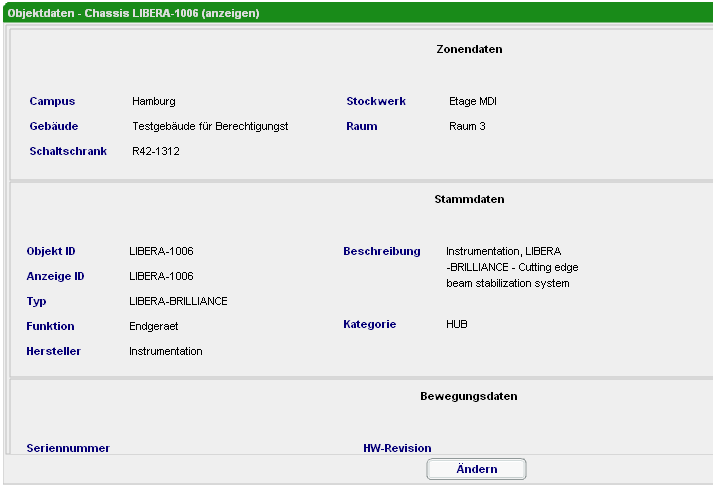 Objektdaten - Chassis LIBERA-1006 (anzeigen)
Zonendaten
Campus Hamburg Stockwerk Etage MDI
Gebäude Testgebäude für Berechtigungst Raum Raum 3
Schaltschrank R42-1312
Stammdaten
Objekt ID LIBERA-1006 Beschreibung Instrumentation, LIBERA
-BRILLIANCE - Cutting edge
Anzeige ID LIBERA-1006
beam stabilization system
Typ LIBERA-BRILLIANCE
Funktion Endgeraet Kategorie HUB
Hersteller Instrumentation
Bewegungsdaten
Seriennummer HW-Revision
Ändern